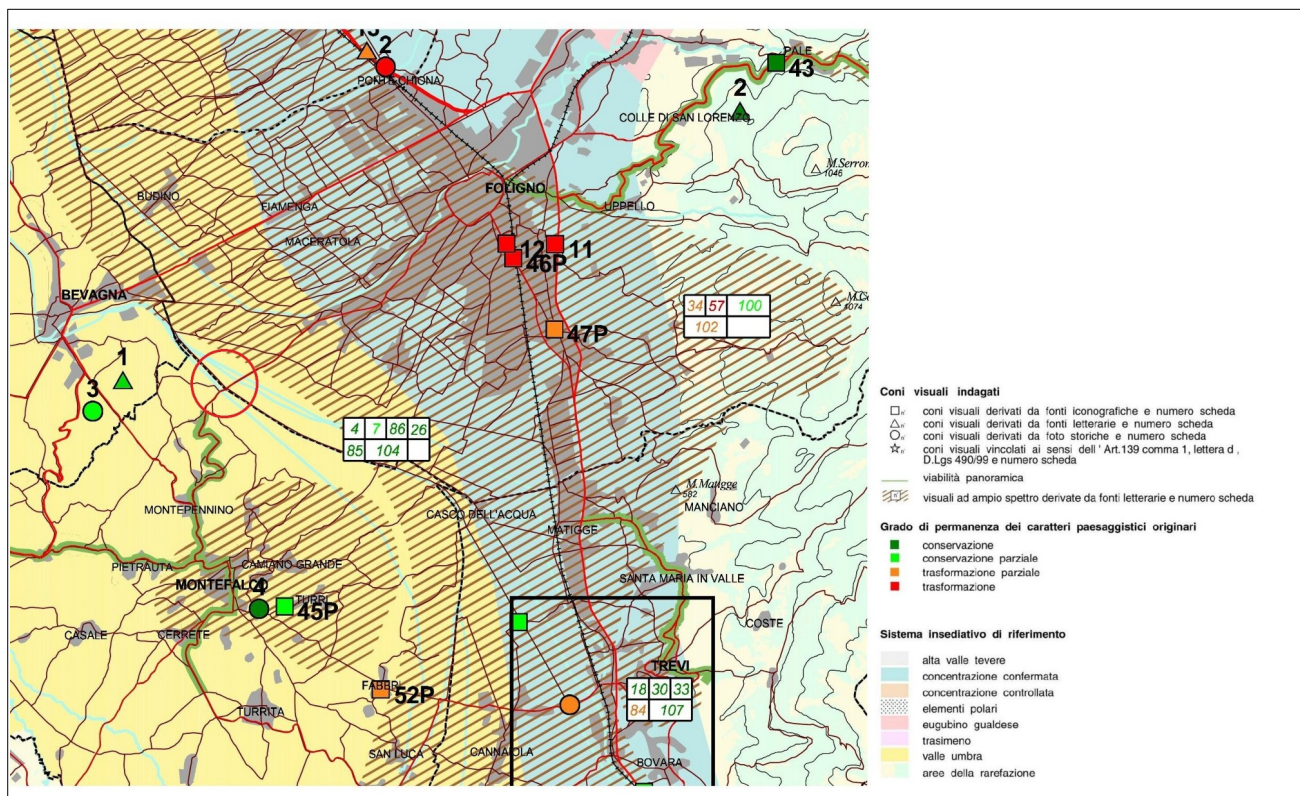 13
2
PONTE CHIONA
PALE
43
2
COLLE DI SAN LORENZO
M.Serron
1046
FOLIGNO
UPPELLO
BUDINO
FIAMENGA
MACERATOLA
12
11
46P
BEVAGNA
34 57 100
102
1074
47P
1
3
4 7 86 26
85 104
M.Matigge
582
MANCIANO
MONTEPENNINO
CASCO DELL'ACQUA
MATIGGE
PIETRAUTA
CAMIANO GRANDE
SANTA MARIA IN VALLE
MONTEFALCO
4
TURRI
45P
CASALE
CERRETE
COSTE
TREVI
FABERI
52P
18 30 33
84 107
TURRITA
SAN LUCA
CANNAIOLA
BOVARA
Coni visuali indagati
n° coni visuali derivati da fonti iconografiche e numero scheda
n° coni visuali derivati da fonti letterarie e numero scheda
n° coni visuali derivati da foto storiche e numero scheda
n° coni visuali vincolati ai sensi dell ' Art.139 comma 1, lettera d ,
D.Lgs 490/99 e numero scheda
viabilità panoramica
n° visuali ad ampio spettro derivate da fonti letterarie e numero scheda
Grado di permanenza dei caratteri paesaggistici originari
conservazione
conservazione parziale
trasformazione parziale
trasformazione
Sistema insediativo di riferimento
alta valle tevere
concentrazione confermata
concentrazione controllata
elementi polari
eugubino gualdese
trasimeno
valle umbra
aree della rarefazione